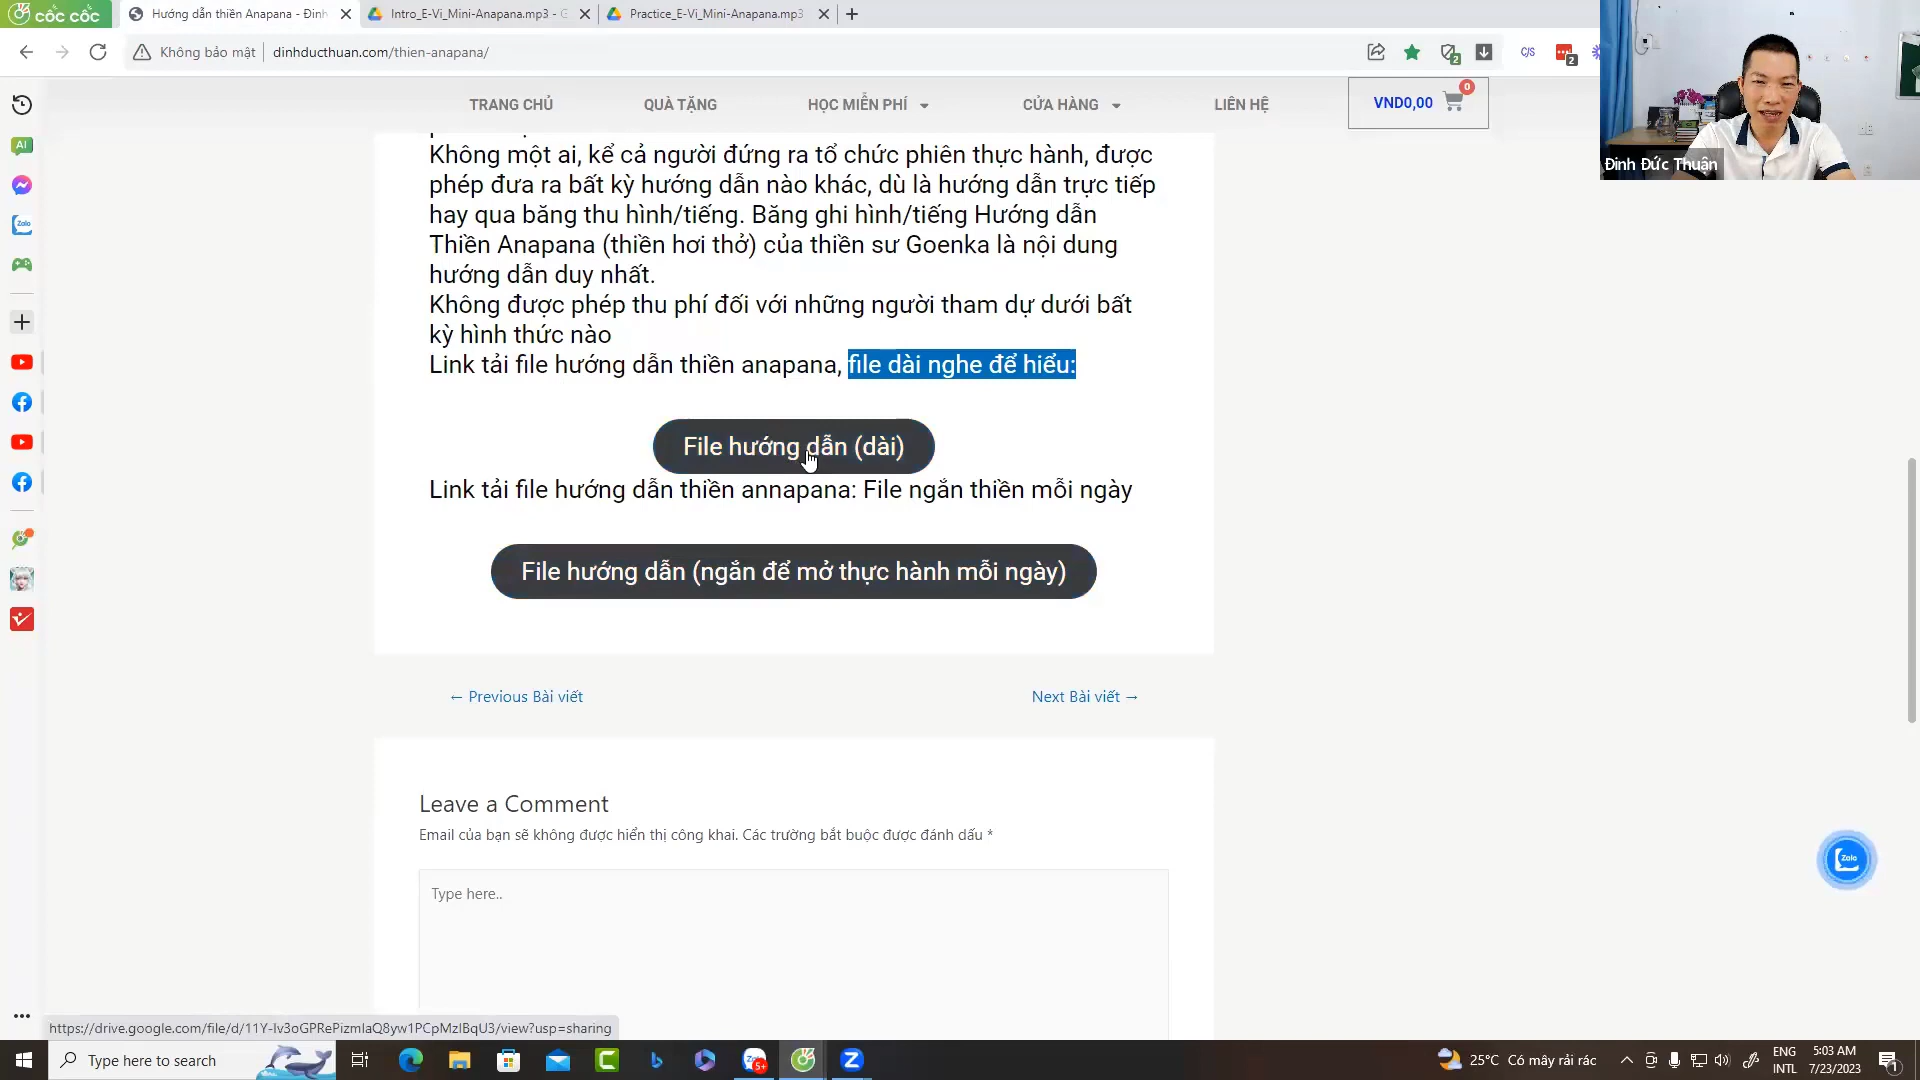 cốc cốc
Hướng dẫn thiền Anapana - Đinh
Intro_E-Vi_Mini-Anapana.mp3 - G
Practice_E-Vi_Mini-Anapana.mp3
Không bảo mật
dinhducthuan.com/thien-anapana/
2
C/S
2
TRANG CHỦ
QUÀ TẶNG
HỌC MIỄN PHÍ
CỬA HÀNG
LIÊN HỆ
VND0,00
0
Đinh Đức Thuận
AI
Zalo
Không một ai, kể cả người đứng ra tổ chức phiên thực hành, được
phép đưa ra bất kỳ hướng dẫn nào khác, dù là hướng dẫn trực tiếp
hay qua băng thu hình/tiếng. Băng ghi hình/tiếng Hướng dẫn
Thiền Anapana (thiền hơi thở) của thiền sư Goenka là nội dung
hướng dẫn duy nhất.
Không được phép thu phí đối với những người tham dự dưới bất
kỳ hình thức nào
Link tải file hướng dẫn thiền anapana, file dài nghe để hiểu:
File hướng dẫn (dài)
Link tải file hướng dẫn thiền annapana: File ngắn thiền mỗi ngày
File hướng dẫn (ngắn để mở thực hành mỗi ngày)
← Previous Bài viết
Next Bài viết →
Leave a Comment
Email của bạn sẽ không được hiển thị công khai. Các trường bắt buộc được đánh dấu *
Type here..
Zalo
https://drive.google.com/file/d/11Y-Iv3oGPRePizmlaQ8yw1PCpMzIBqU3/view?usp=sharing
Type here to search
5+
25°C Có mây rải rác
ENG
INTL
5:03 AM
7/23/2023
1